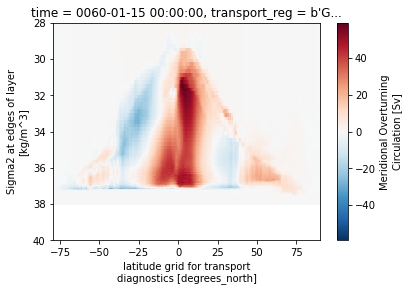 time = 0060-01-15 00:00:00, transport_reg = b'G...
28
30
32
34
36
38
40
Sigma2 at edges of layer
[kg/m^3]
−75
−50
−25
0
25
50
75
latitude grid for transport
diagnostics [degrees_north]
40
20
0
−20
−40
Meridional Overturning
Circulation [Sv]